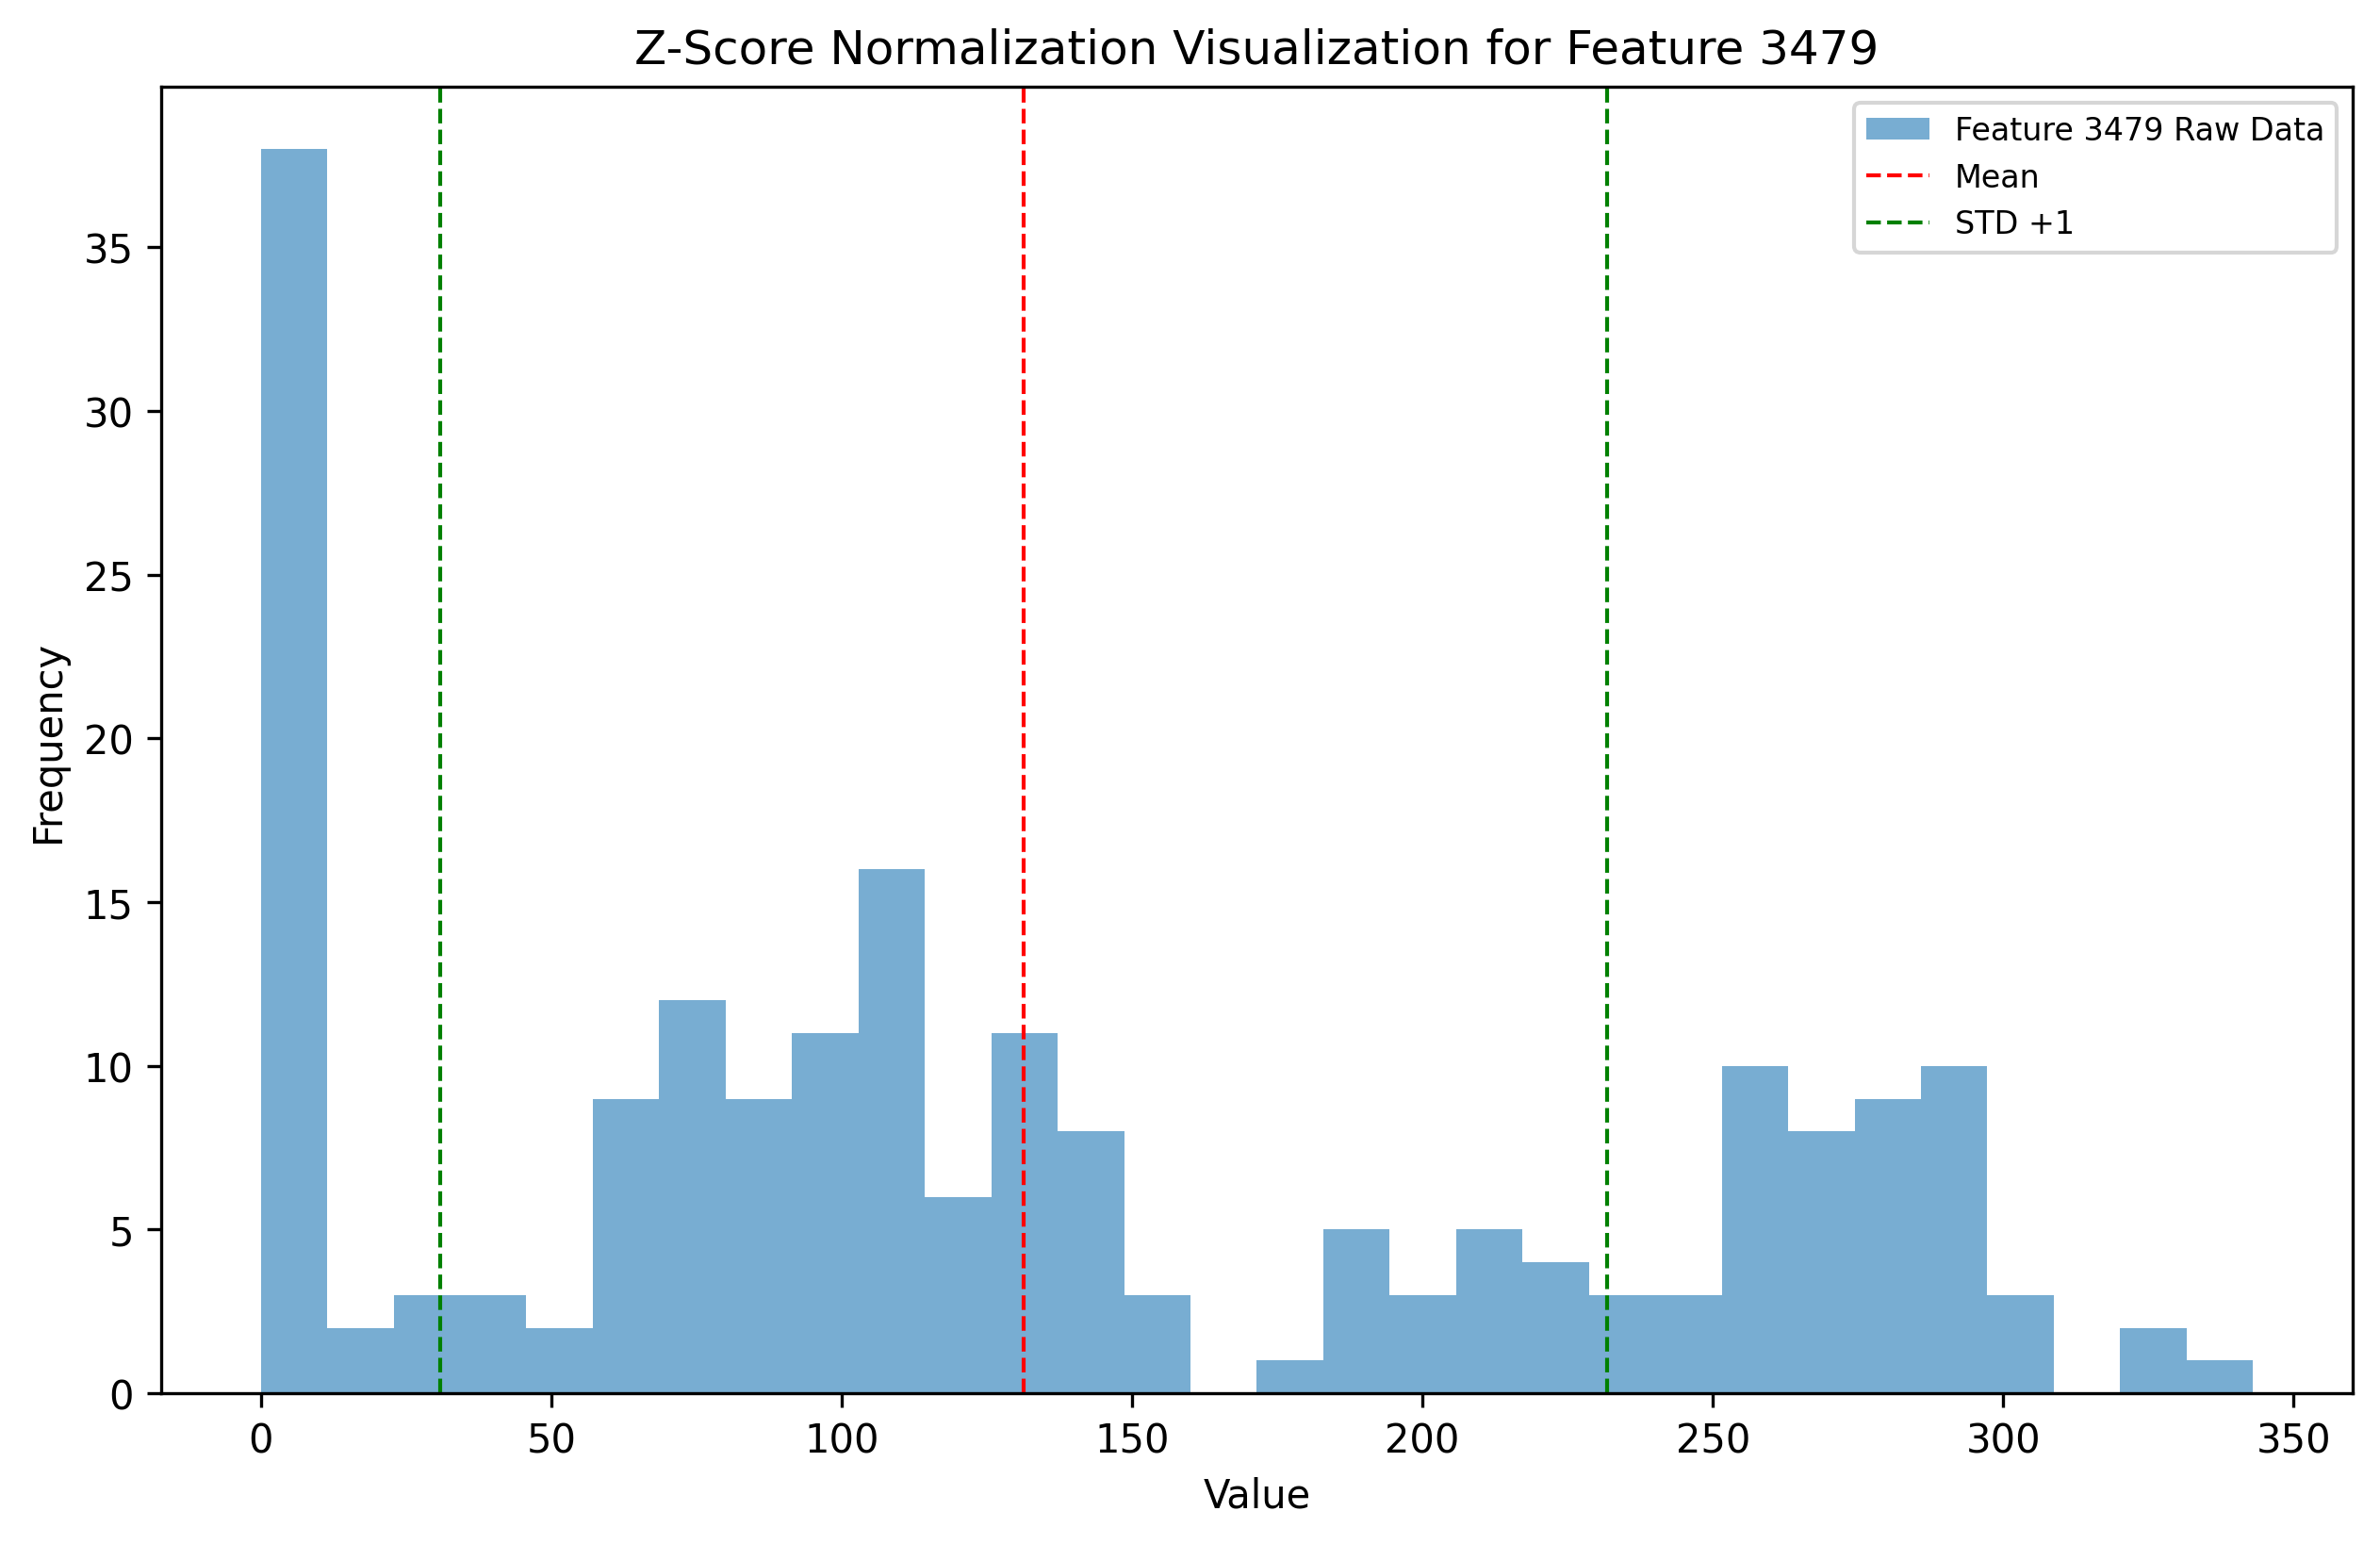 Z-Score Normalization Visualization for Feature 3479
Feature 3479 Raw Data
Mean
STD +1
Frequency
35
30
25
20
15
10
5
0
0 50 100 150 200 250 300 350
Value